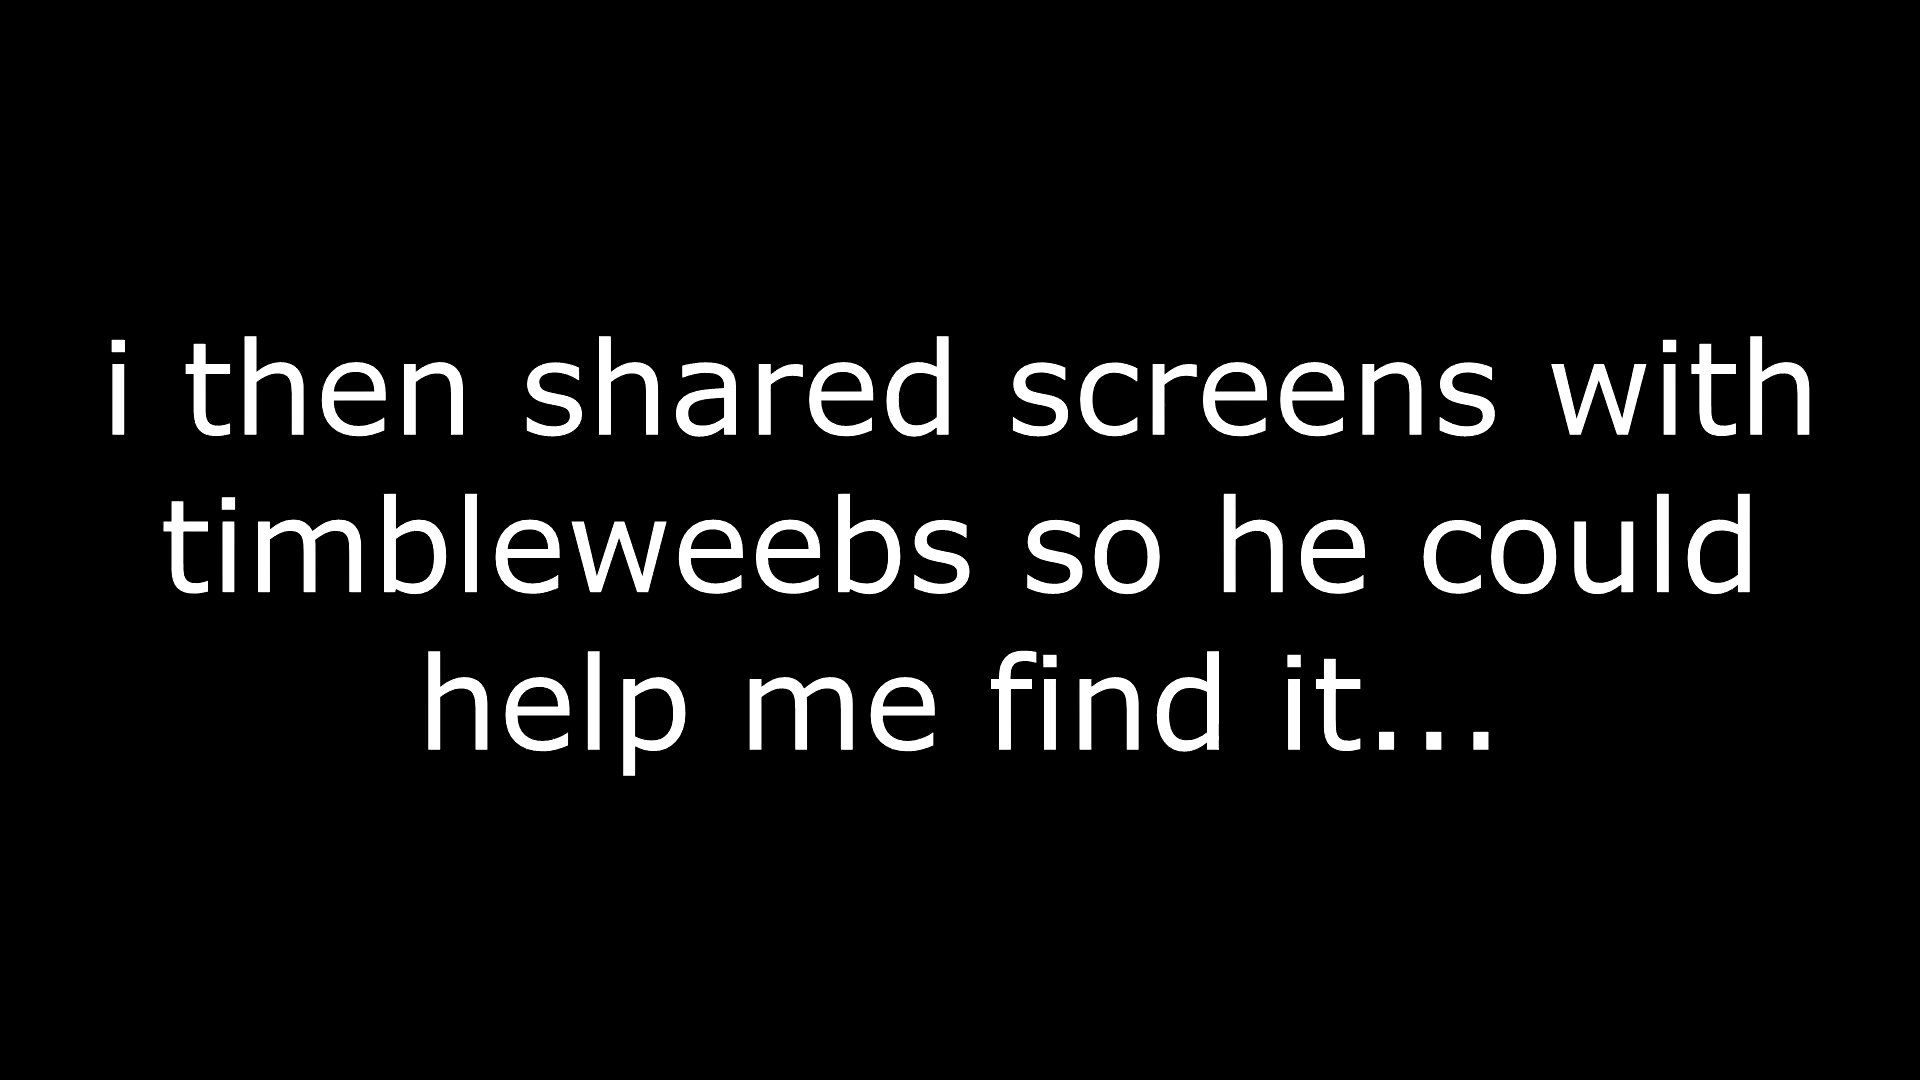 i then shared screens with
timbleweebs so he could
help me find it...